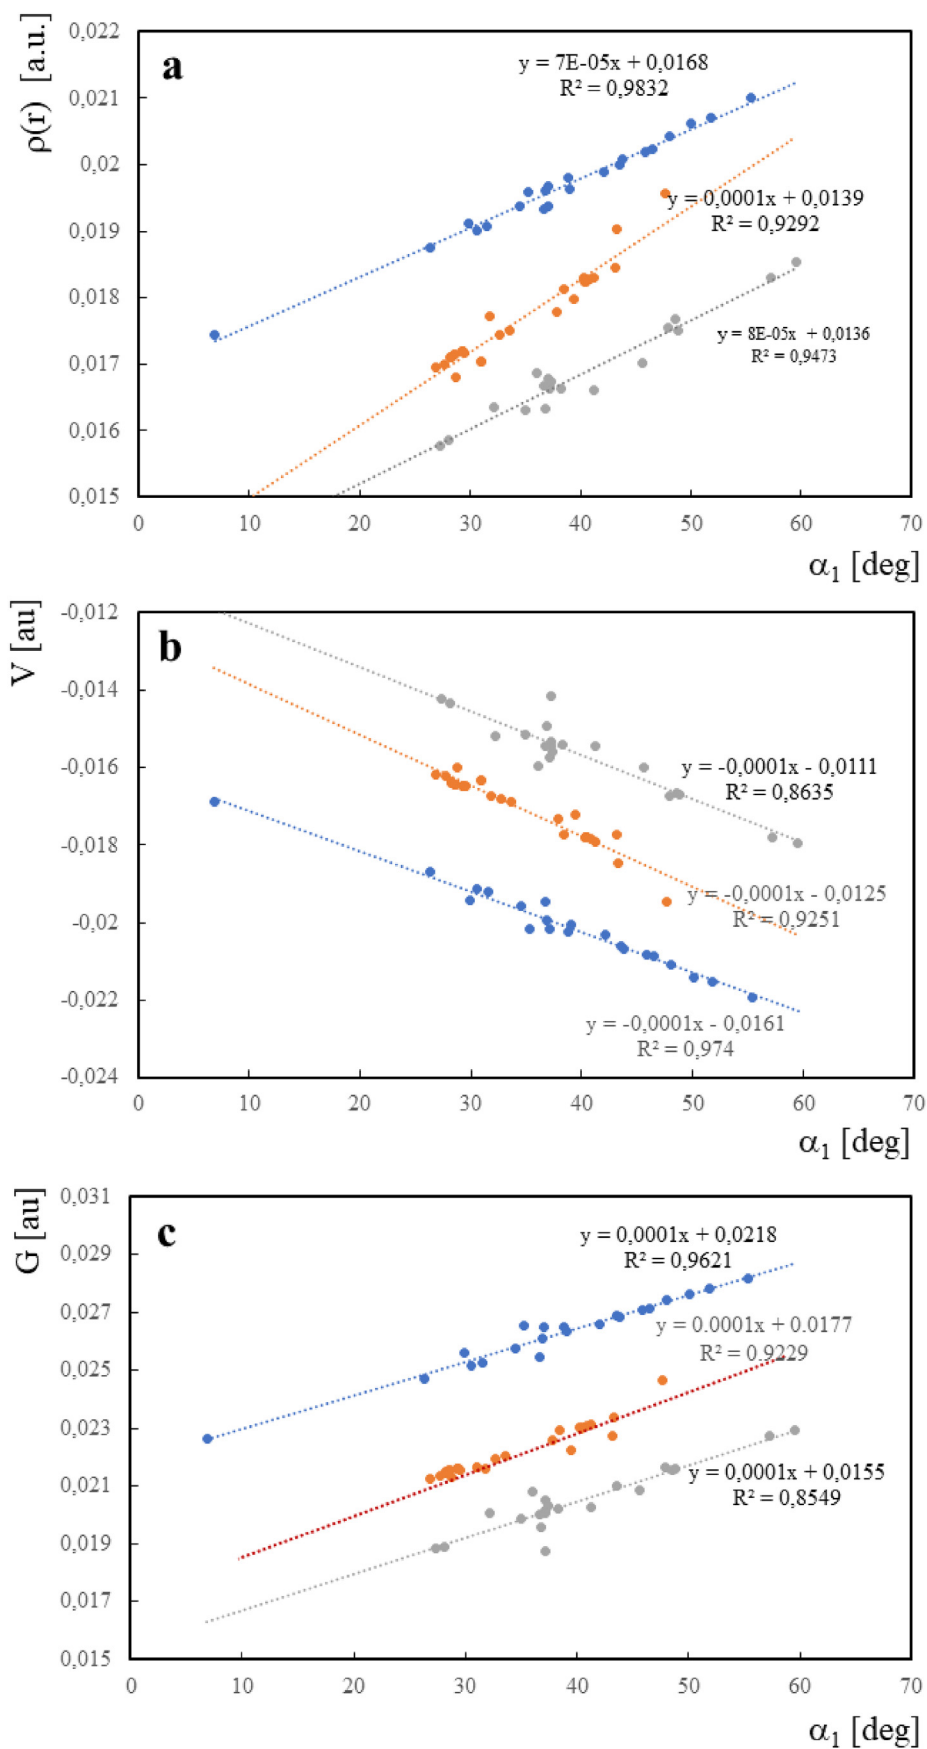 ρ(r) [a.u.]
0,022
0,021
0,02
0,019
0,018
0,017
0,016
0,015
a
y = 7E-05x + 0,0168
R² = 0,9832
y = 0,0001x + 0,0139
R² = 0,9292
y = 8E-05x + 0,0136
R² = 0,9473
0 10 20 30 40 50 60 70
α₁ [deg]
V [au]
-0,012
-0,014
-0,016
-0,018
-0,02
-0,022
-0,024
b
y = -0,0001x - 0,0111
R² = 0,8635
y = -0,0001x - 0,0125
R² = 0,9251
y = -0,0001x - 0,0161
R² = 0,974
0 10 20 30 40 50 60 70
α₁ [deg]
G [au]
0,031
0,029
0,027
0,025
0,023
0,021
0,019
0,017
0,015
c
y = 0,0001x + 0,0218
R² = 0,9621
y = 0.0001x + 0.0177
R² = 0.9229
y = 0,0001x + 0,0155
R² = 0,8549
0 10 20 30 40 50 60 70
α₁ [deg]